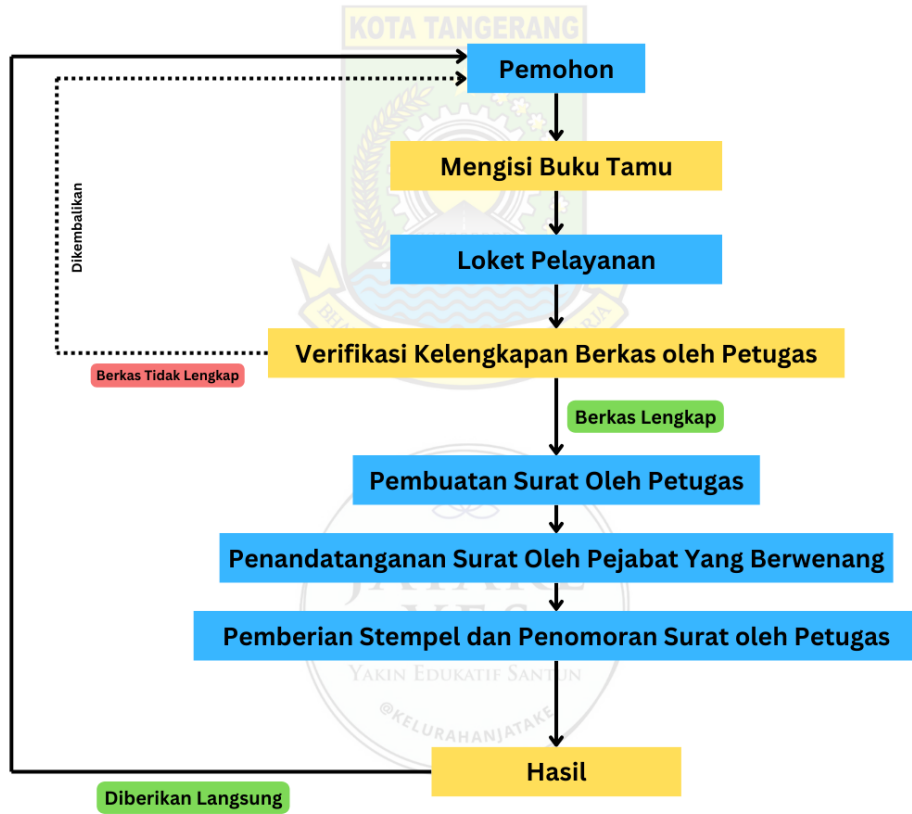 KOTA TANGERANG
Pemohon
Mengisi Buku Tamu
Dikembalikan
Loket Pelayanan
Verifikasi Kelengkapan Berkas oleh Petugas
Berkas Tidak Lengkap
Berkas Lengkap
Pembuatan Surat Oleh Petugas
Penandatanganan Surat Oleh Pejabat Yang Berwenang
Pemberian Stempel dan Penomoran Surat oleh Petugas
YAKIN EDUKATIF SANTUN
@KELURAHANJATAKE
Hasil
Diberikan Langsung